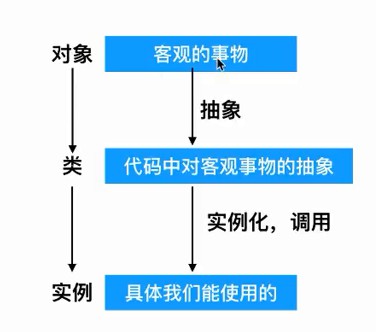 对象 客观的事物
抽象
类 代码中对客观事物的抽象
实例化，调用
实例 具体我们能使用的